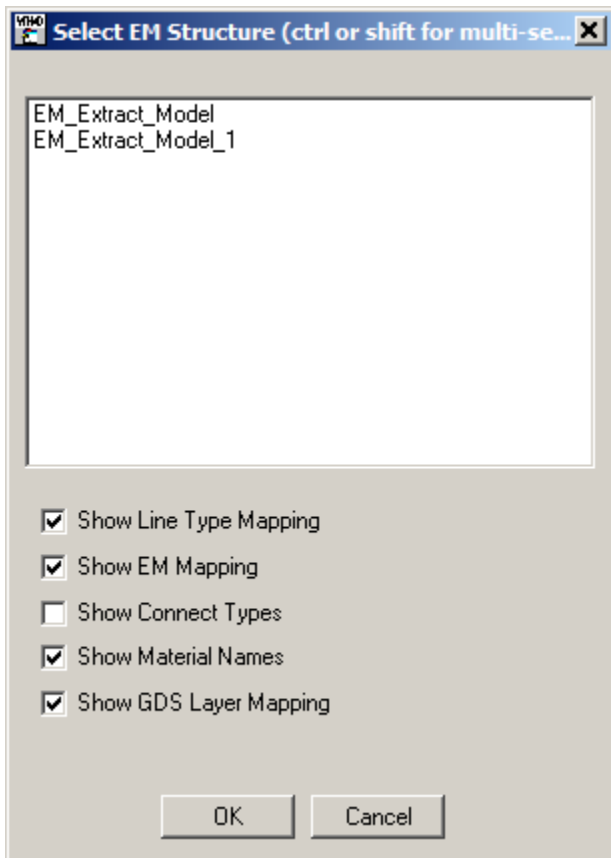 Select EM Structure (ctrl or shift for multi-se...
EM_Extract_Model
EM_Extract_Model_1
Show Line Type Mapping
Show EM Mapping
Show Connect Types
Show Material Names
Show GDS Layer Mapping
OK Cancel